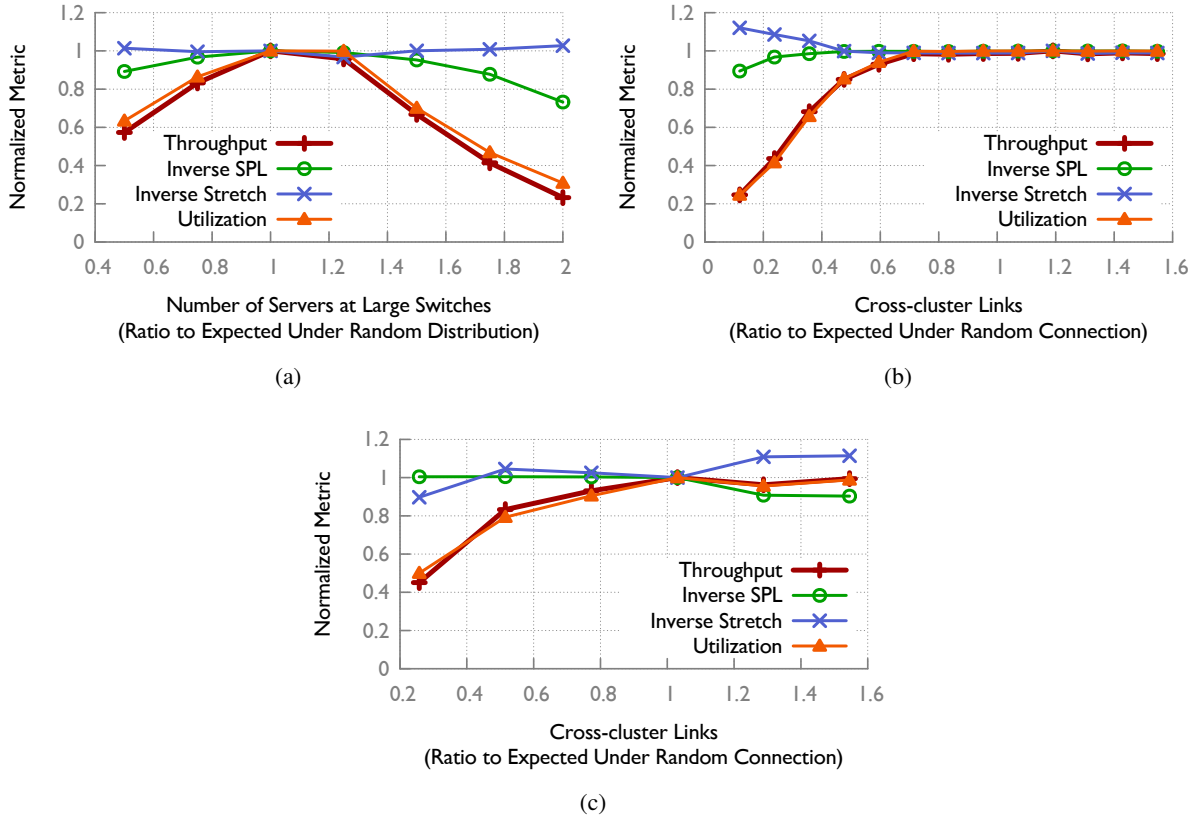 1.2
1
0.8
0.6
0.4
0.2
0
Normalized Metric
Throughput
Inverse SPL
Inverse Stretch
Utilization
0.4 0.6 0.8 1 1.2 1.4 1.6 1.8 2
Number of Servers at Large Switches
(Ratio to Expected Under Random Distribution)
(a)
1.2
1
0.8
0.6
0.4
0.2
0
Normalized Metric
Throughput
Inverse SPL
Inverse Stretch
Utilization
0 0.2 0.4 0.6 0.8 1 1.2 1.4 1.6
Cross-cluster Links
(Ratio to Expected Under Random Connection)
(b)
1.2
1
0.8
0.6
0.4
0.2
0
Normalized Metric
Throughput
Inverse SPL
Inverse Stretch
Utilization
0.2 0.4 0.6 0.8 1 1.2 1.4 1.6
Cross-cluster Links
(Ratio to Expected Under Random Connection)
(c)